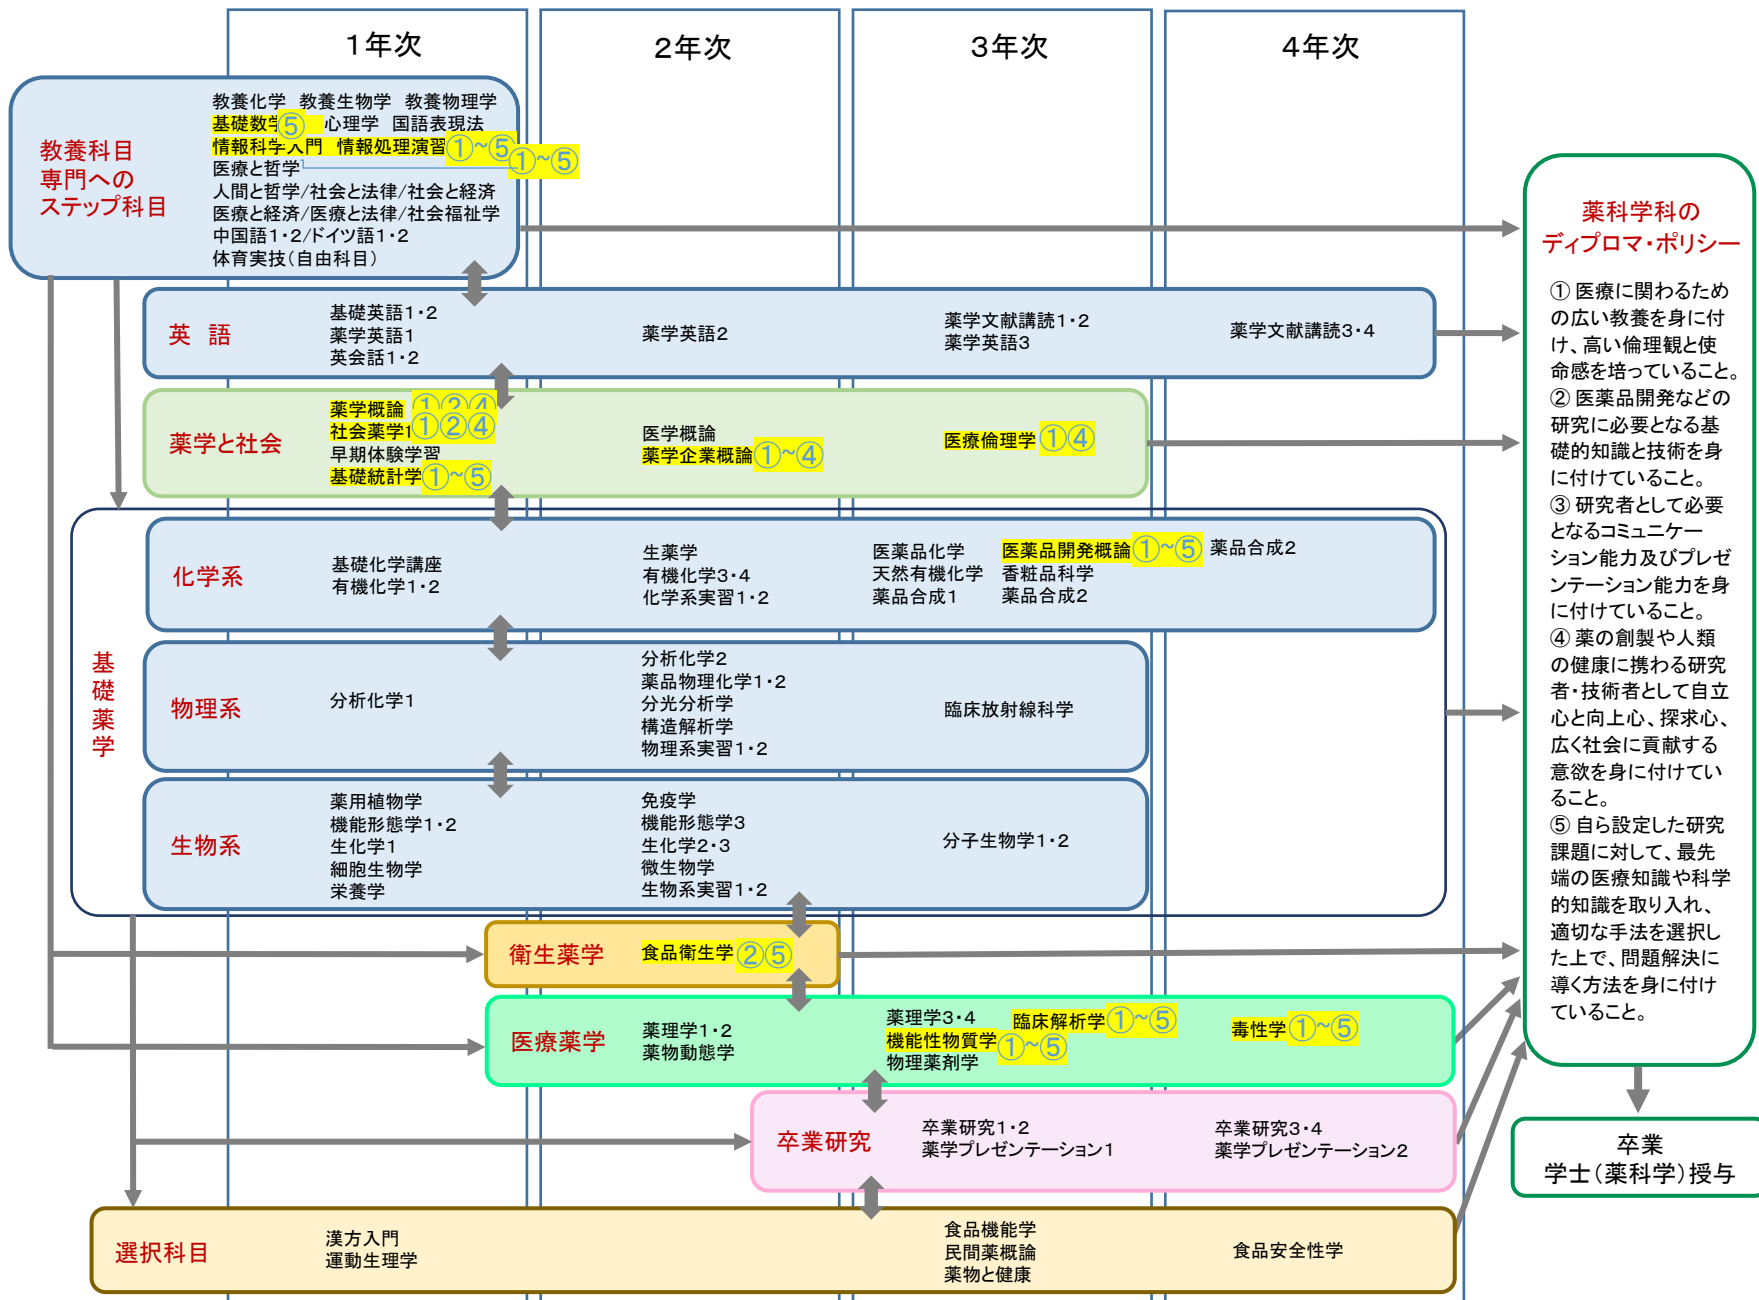 1年次
2年次
3年次
4年次
教養科目
専門への
ステップ科目
教養化学 教養生物学 教養物理学
基礎数学⑤ 心理学 国語表現法
情報科学入門 情報処理演習①~⑤
①~⑤
医療と哲学
人間と哲学/社会と法律/社会と経済
医療と経済/医療と法律/社会福祉学
中国語1・2/ドイツ語1・2
体育実技(自由科目)
英 語
基礎英語1・2
薬学英語1
英会話1・2
薬学英語2
薬学文献講読1・2
薬学英語3
薬学文献講読3・4
薬学と社会
薬学概論 ①②④
社会薬学1①②④
早期体験学習
基礎統計学①~⑤
医学概論
薬学企業概論①~④
医療倫理学①④
基礎薬学
化学系
基礎化学講座
有機化学1・2
生薬学
有機化学3・4
化学系実習1・2
医薬品化学
天然有機化学
薬品合成1
医薬品開発概論①~⑤
香粧品科学
薬品合成2
薬品合成2
物理系
分析化学1
分析化学2
薬品物理化学1・2
分光分析学
構造解析学
物理系実習1・2
臨床放射線科学
生物系
薬用植物学
機能形態学1・2
生化学1
細胞生物学
栄養学
免疫学
機能形態学3
生化学2・3
微生物学
生物系実習1・2
分子生物学1・2
衛生薬学
食品衛生学②⑤
医療薬学
薬理学1・2
薬物動態学
薬理学3・4
機能性物質学①~⑤
物理薬剤学
臨床解析学①~⑤
毒性学①~⑤
卒業研究
卒業研究1・2
薬学プレゼンテーション1
卒業研究3・4
薬学プレゼンテーション2
選択科目
漢方入門
運動生理学
食品機能学
民間薬概論
薬物と健康
食品安全性学
薬科学科の
ディプロマ・ポリシー
① 医療に関わるため
の広い教養を身に付
け、高い倫理観と使
命感を培っていること。
② 医薬品開発などの
研究に必要となる基
礎的知識と技術を身
に付けていること。
③ 研究者として必要
となるコミュニケー
ション能力及びプレゼ
ンテーション能力を身
に付けていること。
④ 薬の創製や人類
の健康に携わる研究
者・技術者として自立
心と向上心、探求心、
広く社会に貢献する
意欲を身に付けてい
ること。
⑤ 自ら設定した研究
課題に対して、最先
端の医療知識や科学
的知識を取り入れ、
適切な手法を選択し
た上で、問題解決に
導く方法を身に付け
ていること。
卒業
学士(薬科学)授与